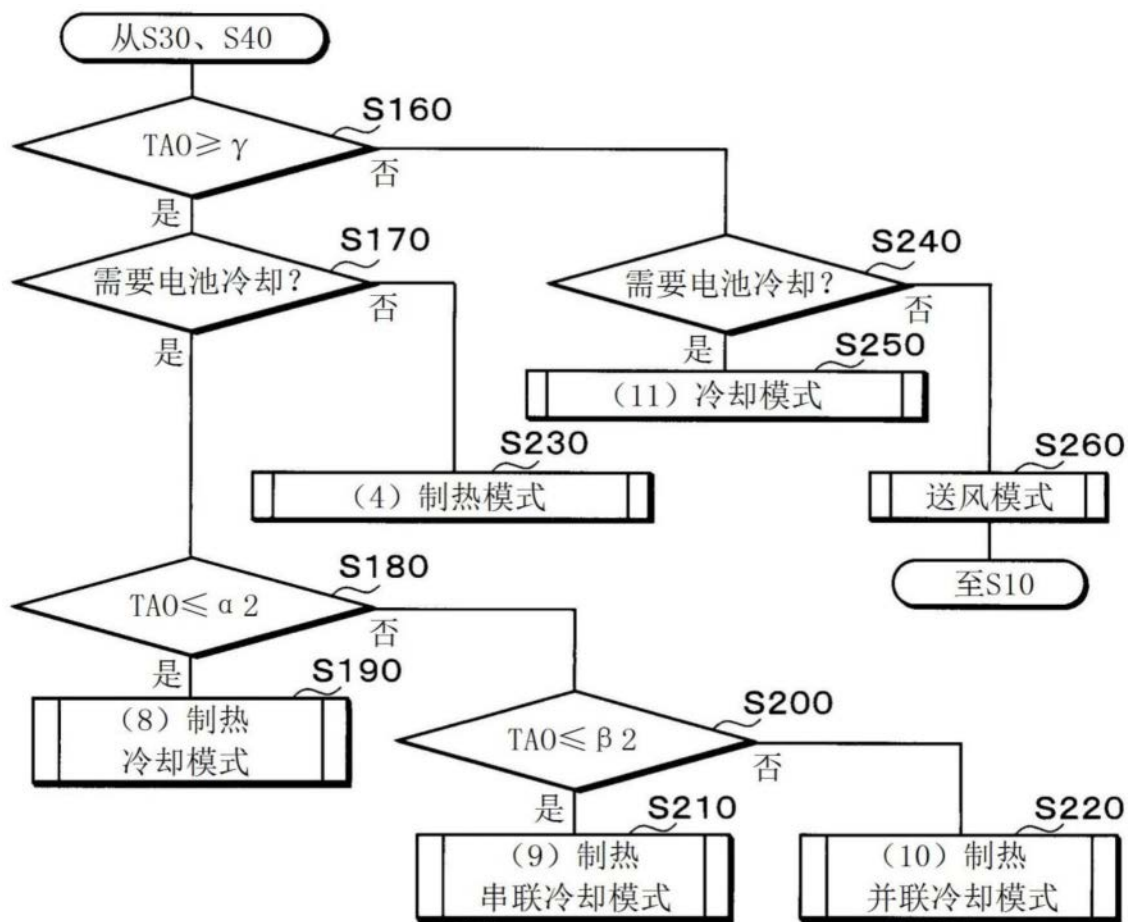 从S30、S40
S160
TAO≥γ
否
是
S170
需要电池冷却?
否
是
S240
需要电池冷却?
否
是
S250
(11)冷却模式
S230
(4)制热模式
S260
送风模式
至S10
S180
TAO≤α2
否
是
S190
(8)制热
冷却模式
S200
TAO≤β2
否
是
S210
(9)制热
串联冷却模式
S220
(10)制热
并联冷却模式